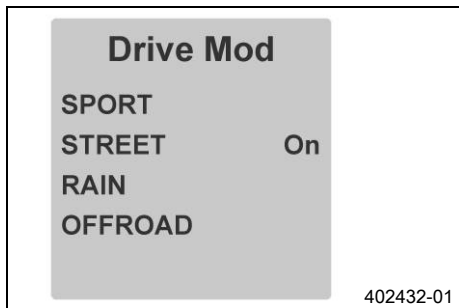 Drive Mod
SPORT
STREET On
RAIN
OFFROAD
402432-01